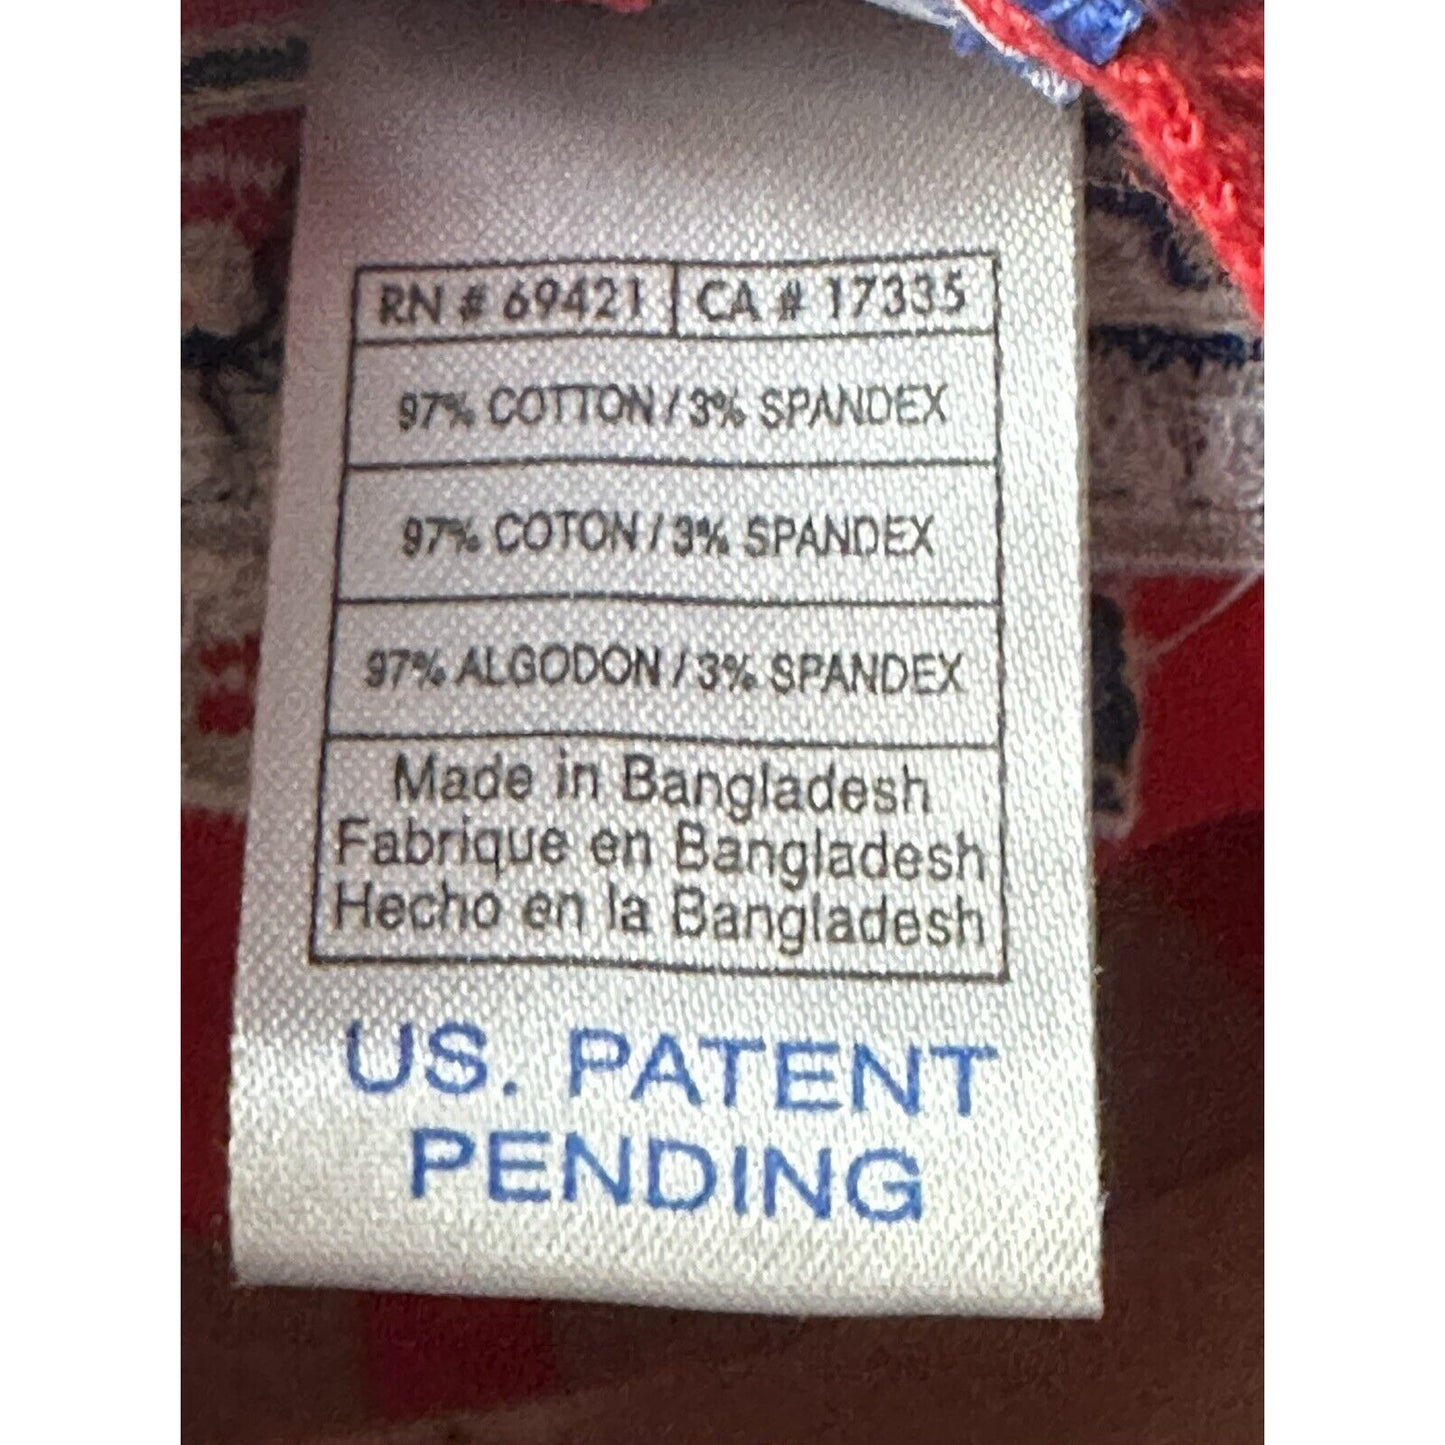 RN # 69421 CA # 17335
97% COTTON / 3% SPANDEX
97% COTON / 3% SPANDEX
97% ALGODON / 3% SPANDEX
Made in Bangladesh
Fabrique en Bangladesh
Hecho en la Bangladesh
US. PATENT
PENDING